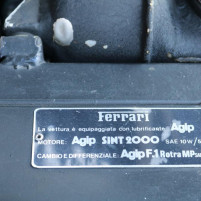 Ferrari
La vettura è equipaggiata con lubrificante: Agip
MOTORE: Agip SINT 2000 SAE 10W/
CAMBIO E DIFFERENZIALE: Agip F.1 Rotra MP